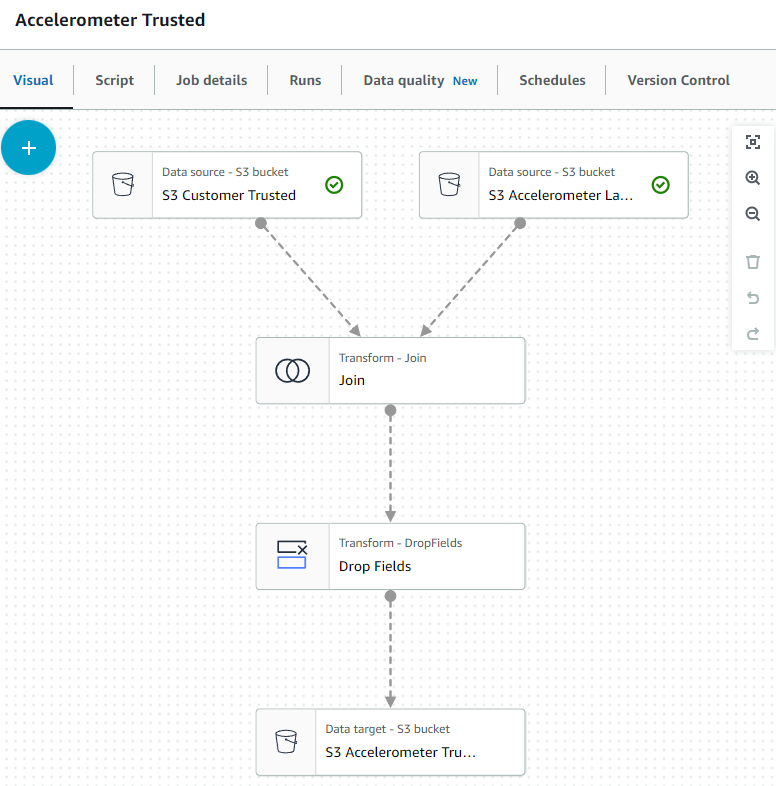 Accelerometer Trusted
Visual
Script
Job details
Runs
Data quality New
Schedules
Version Control
Data source - S3 bucket
S3 Customer Trusted
Data source - S3 bucket
S3 Accelerometer La...
Transform - Join
Join
Transform - DropFields
Drop Fields
Data target - S3 bucket
S3 Accelerometer Tru...